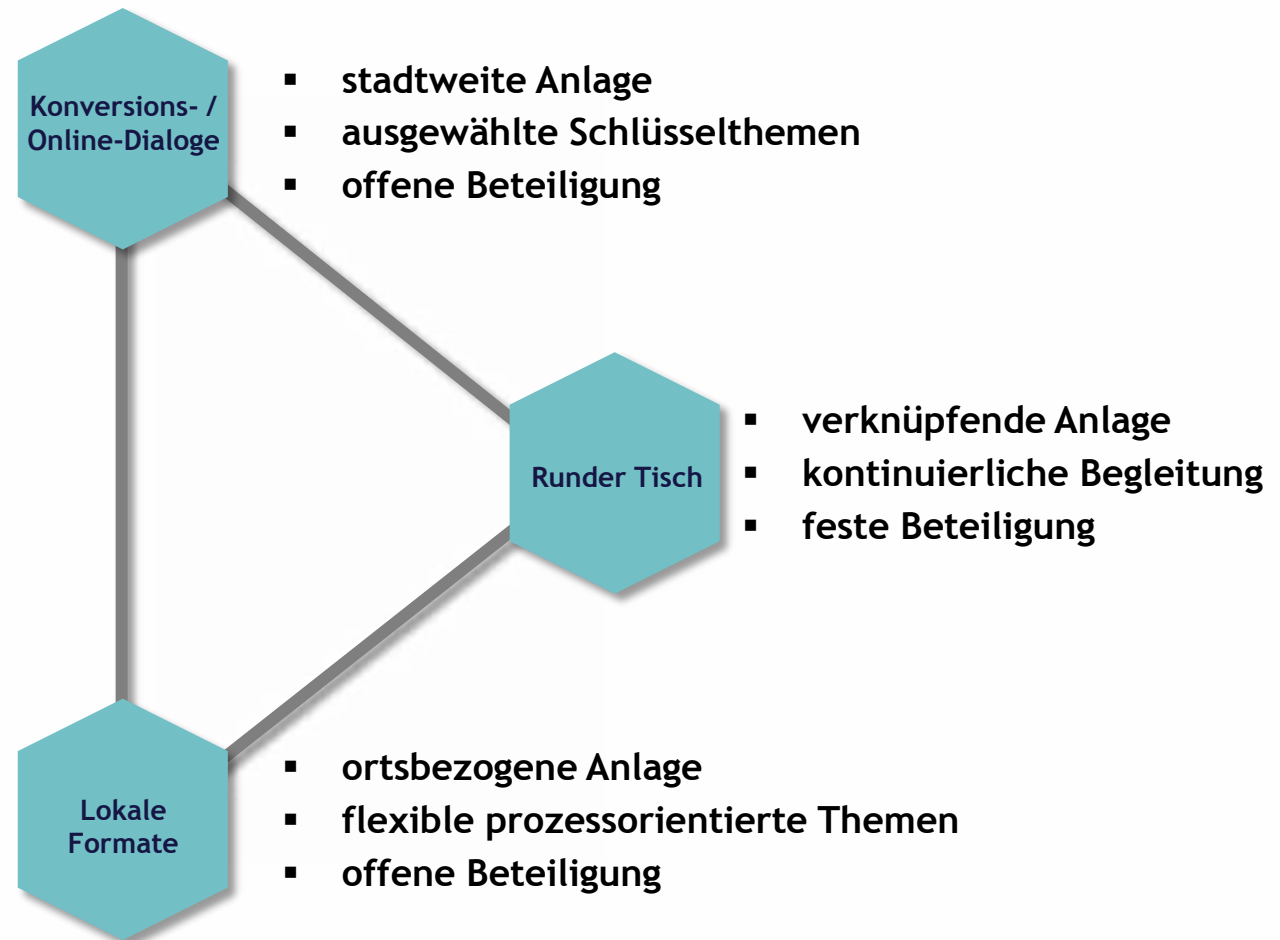 Konversions- /
Online-Dialoge
▪ stadtweite Anlage
▪ ausgewählte Schlüsselthemen
▪ offene Beteiligung
Runder Tisch
▪ verknüpfende Anlage
▪ kontinuierliche Begleitung
▪ feste Beteiligung
Lokale
Formate
▪ ortsbezogene Anlage
▪ flexible prozessorientierte Themen
▪ offene Beteiligung